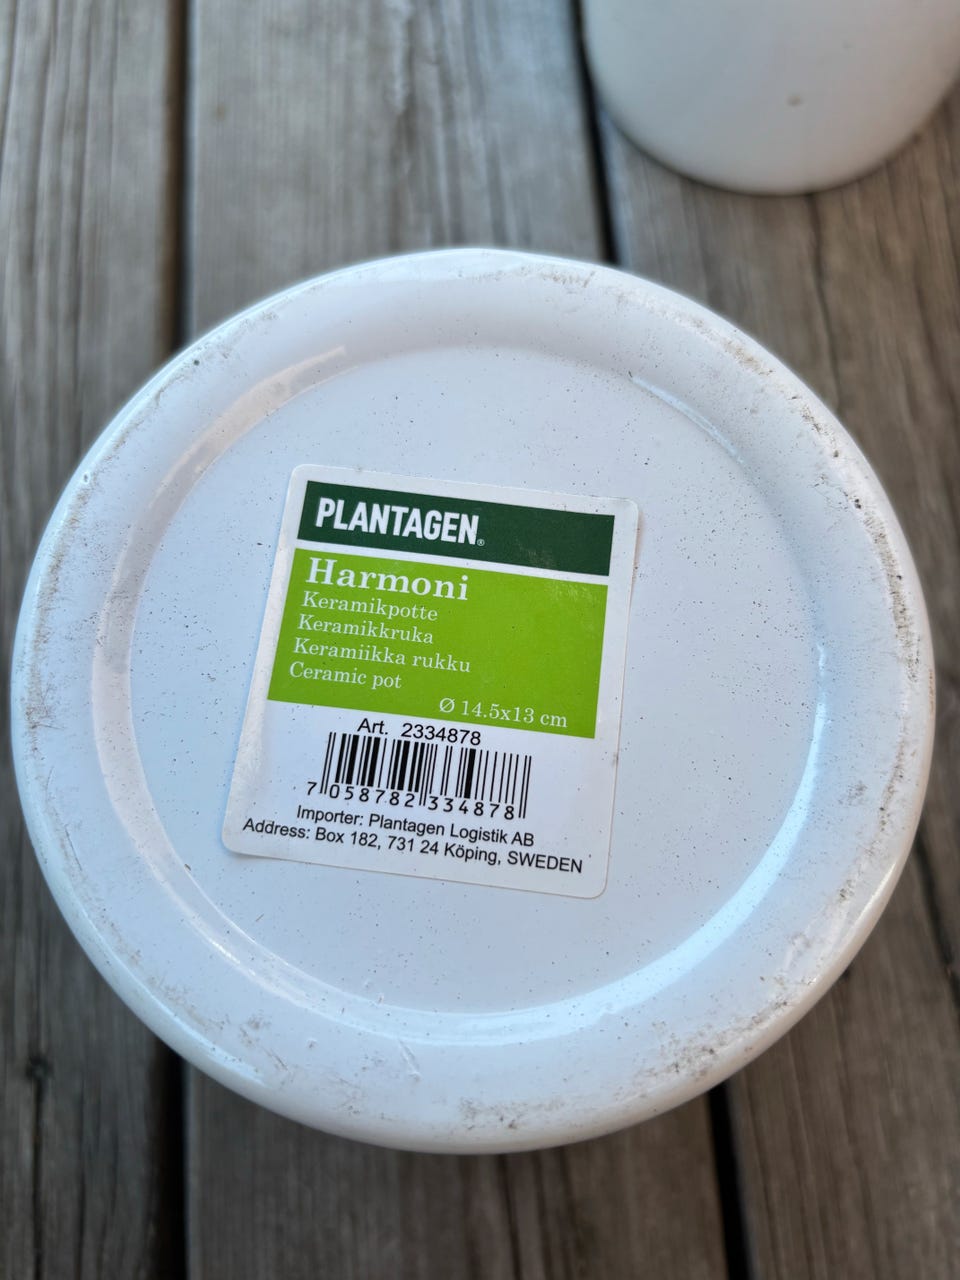 PLANTAGEN®
Harmoni
Keramikpotte
Keramikkruka
Keramiikka rukku
Ceramic pot
Ø 14.5x13 cm
Art. 2334878
7 058782 334878
Importer: Plantagen Logistik AB
Address: Box 182, 731 24 Köping, SWEDEN